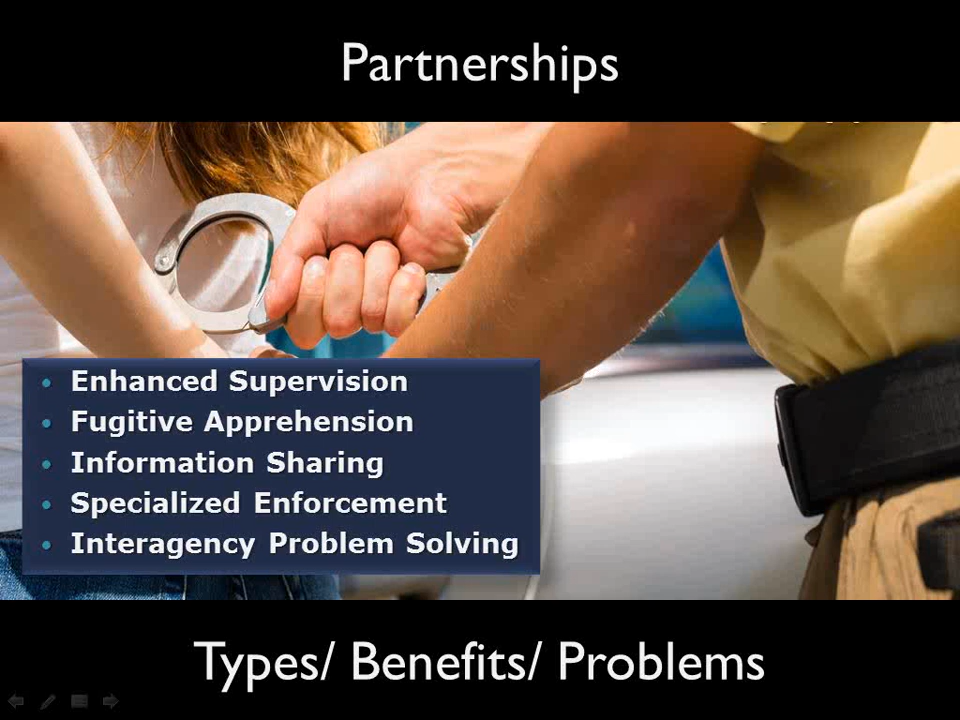 Partnerships
• Enhanced Supervision
• Fugitive Apprehension
• Information Sharing
• Specialized Enforcement
• Interagency Problem Solving
Types/ Benefits/ Problems